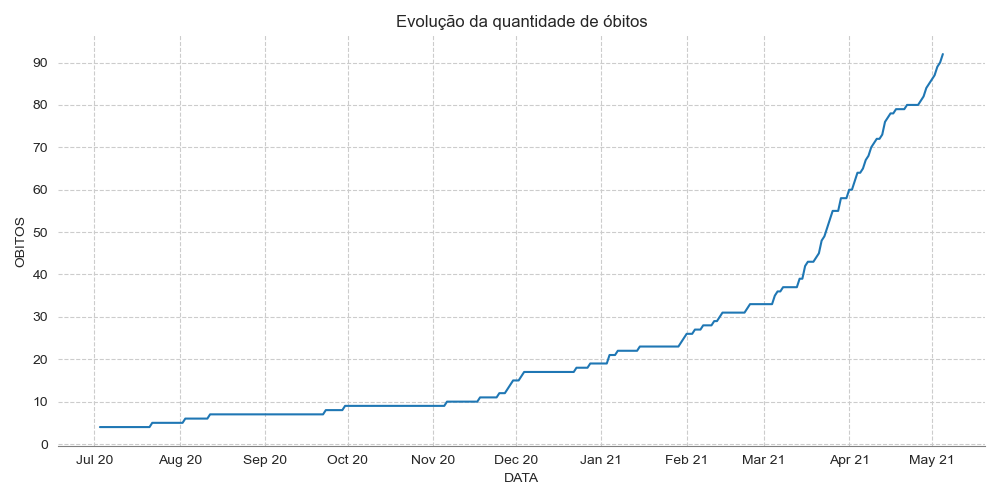 Evolução da quantidade de óbitos
OBITOS
90
80
70
60
50
40
30
20
10
0
Jul 20 Aug 20 Sep 20 Oct 20 Nov 20 Dec 20 Jan 21 Feb 21 Mar 21 Apr 21 May 21
DATA